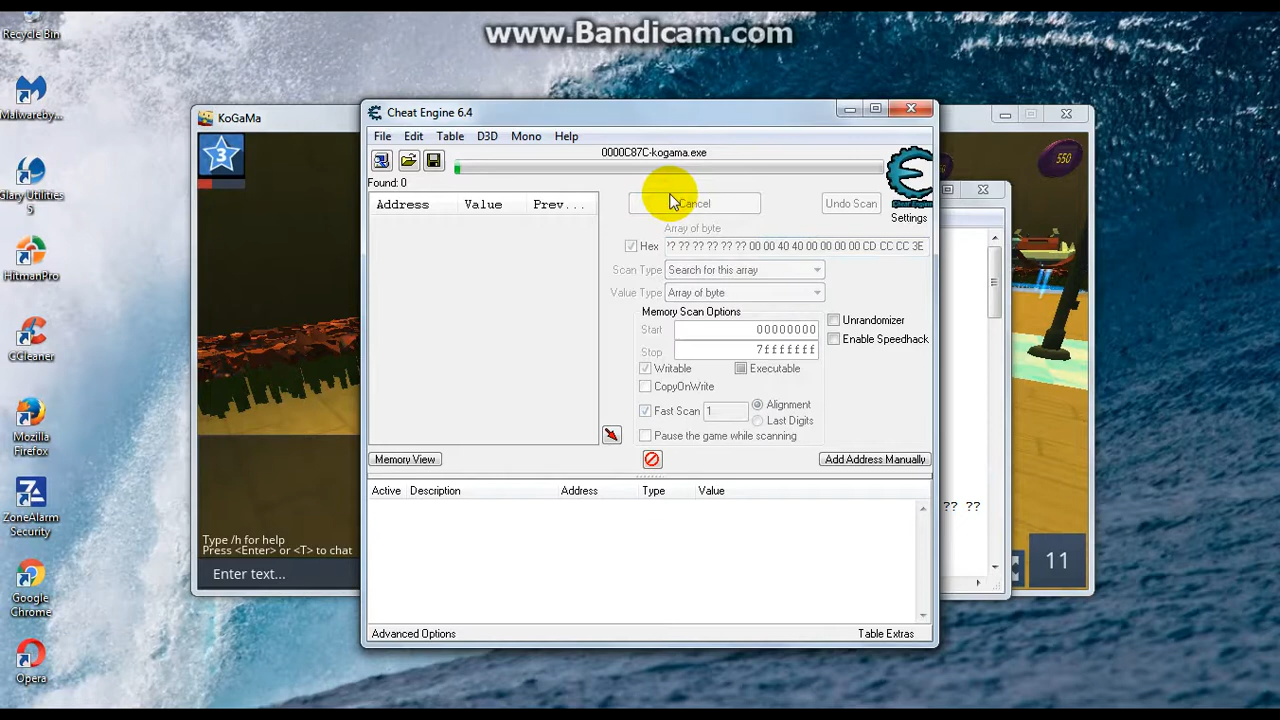 www.Bandicam.com
Recycle Bin
Malwareby...
Glary Utilities
5
HitmanPro
CCleaner
Mozilla
Firefox
ZoneAlarm
Security
Google
Chrome
Opera
KoGaMa
3
Type /h for help
Press <Enter> or <T> to chat
Enter text...
Cheat Engine 6.4
File Edit Table D3D Mono Help
0000C87C-kogama.exe
Found: 0
Address Value Prev...
Cancel
Undo Scan
Cheat Engine
Settings
Array of byte
Hex ?? ?? ?? ?? ?? ?? 00 00 40 40 00 00 00 00 CD CC CC 3E
Scan Type Search for this array
Value Type Array of byte
Memory Scan Options
Start 00000000
Stop 7fffffff
Writable Executable
CopyOnWrite
Fast Scan 1 Alignment
Last Digits
Pause the game while scanning
Unrandomizer
Enable Speedhack
Memory View
Add Address Manually
Active Description Address Type Value
Advanced Options
Table Extras
550
?? ??
11